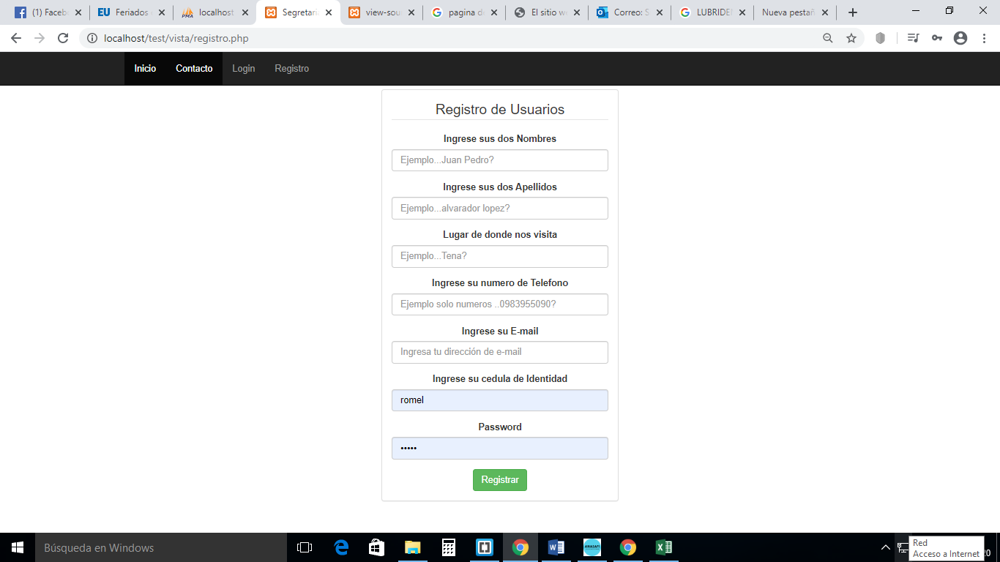 (1) Faceb
Feriados
localhost
Segretari
view-sou
pagina d
El sitio w
Correo: S
LUBRIDE
Nueva pestañ
localhost/test/vista/registro.php
Inicio Contacto Login Registro
Registro de Usuarios
Ingrese sus dos Nombres
Ejemplo...Juan Pedro?
Ingrese sus dos Apellidos
Ejemplo...alvarador lopez?
Lugar de donde nos visita
Ejemplo...Tena?
Ingrese su numero de Telefono
Ejemplo solo numeros ..0983955090?
Ingrese su E-mail
Ingresa tu dirección de e-mail
Ingrese su cedula de Identidad
romel
Password
•••••
Registrar
Búsqueda en Windows
Red
Acceso a Internet